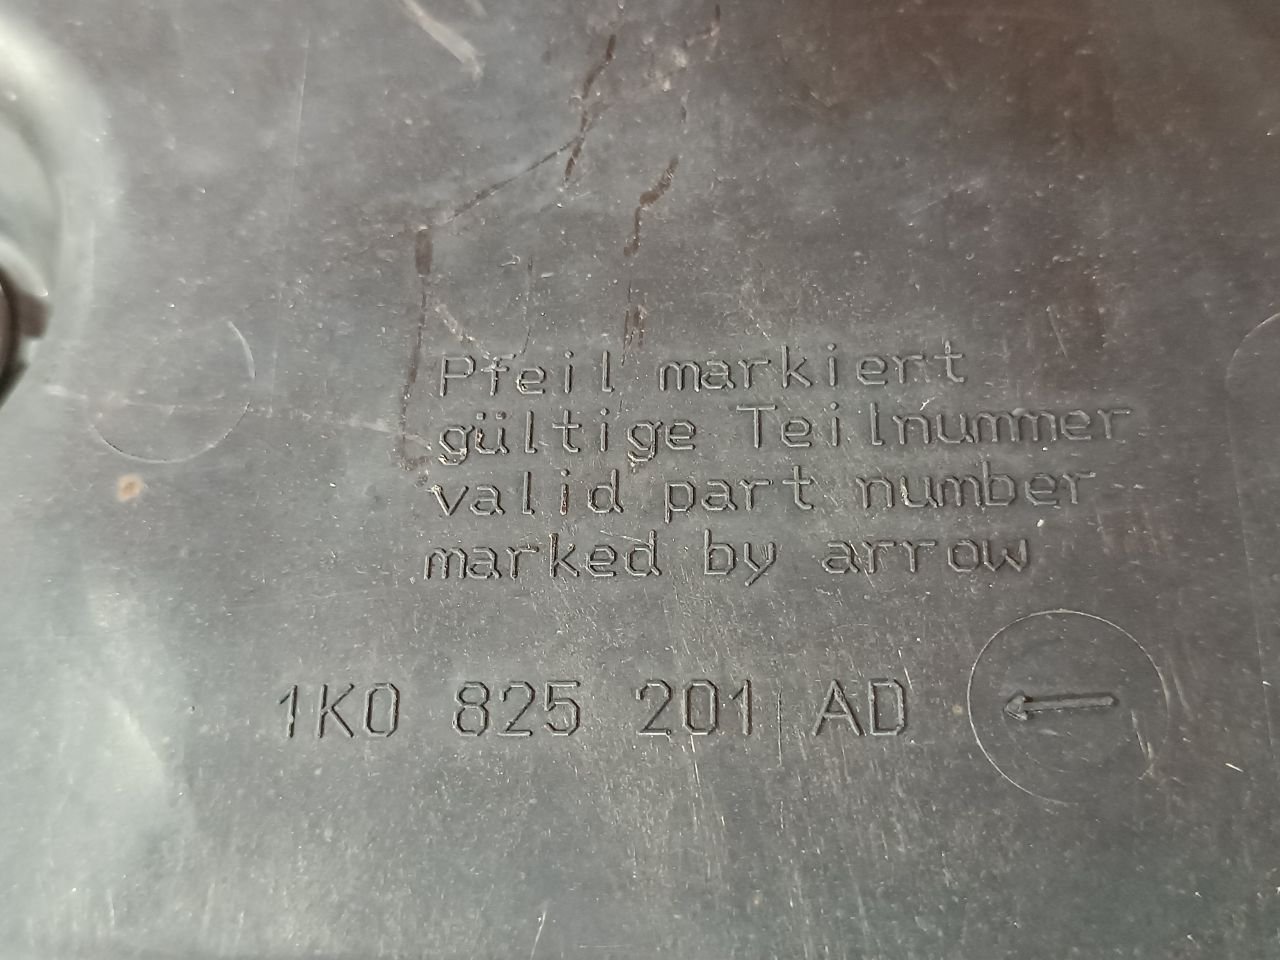 Pfeil markiert
gültige Teilnummer
valid part number
marked by arrow
1K0 825 201 AD